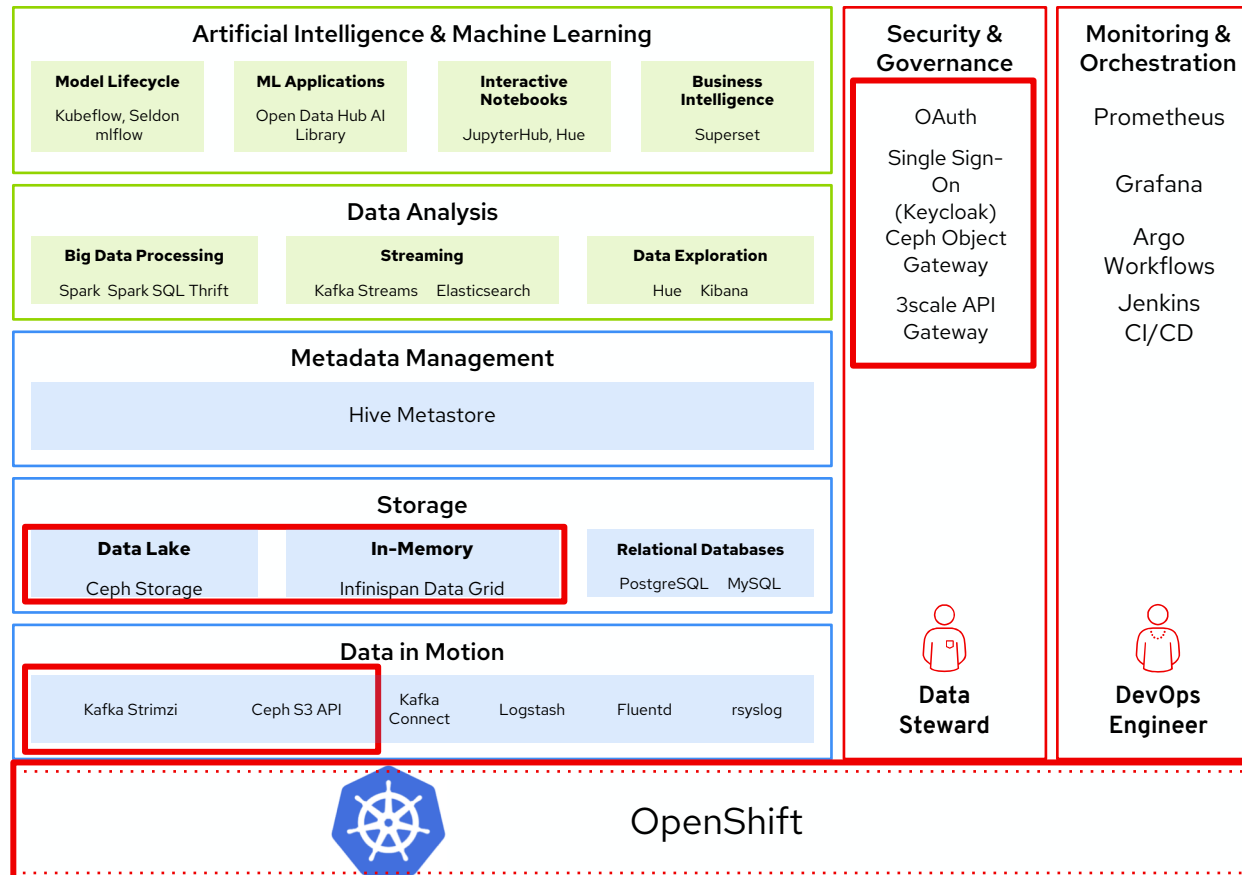 Artificial Intelligence & Machine Learning
Model Lifecycle
Kubeflow, Seldon
mlflow
ML Applications
Open Data Hub AI
Library
Interactive
Notebooks
JupyterHub, Hue
Business
Intelligence
Superset
Data Analysis
Big Data Processing
Spark Spark SQL Thrift
Streaming
Kafka Streams Elasticsearch
Data Exploration
Hue Kibana
Metadata Management
Hive Metastore
Storage
Data Lake
Ceph Storage
In-Memory
Infinispan Data Grid
Relational Databases
PostgreSQL MySQL
Data in Motion
Kafka Strimzi
Ceph S3 API
Kafka
Connect
Logstash
Fluentd
rsyslog
Security &
Governance
OAuth
Single Sign-
On
(Keycloak)
Ceph Object
Gateway
3scale API
Gateway
Data
Steward
Monitoring &
Orchestration
Prometheus
Grafana
Argo
Workflows
Jenkins
CI/CD
DevOps
Engineer
OpenShift